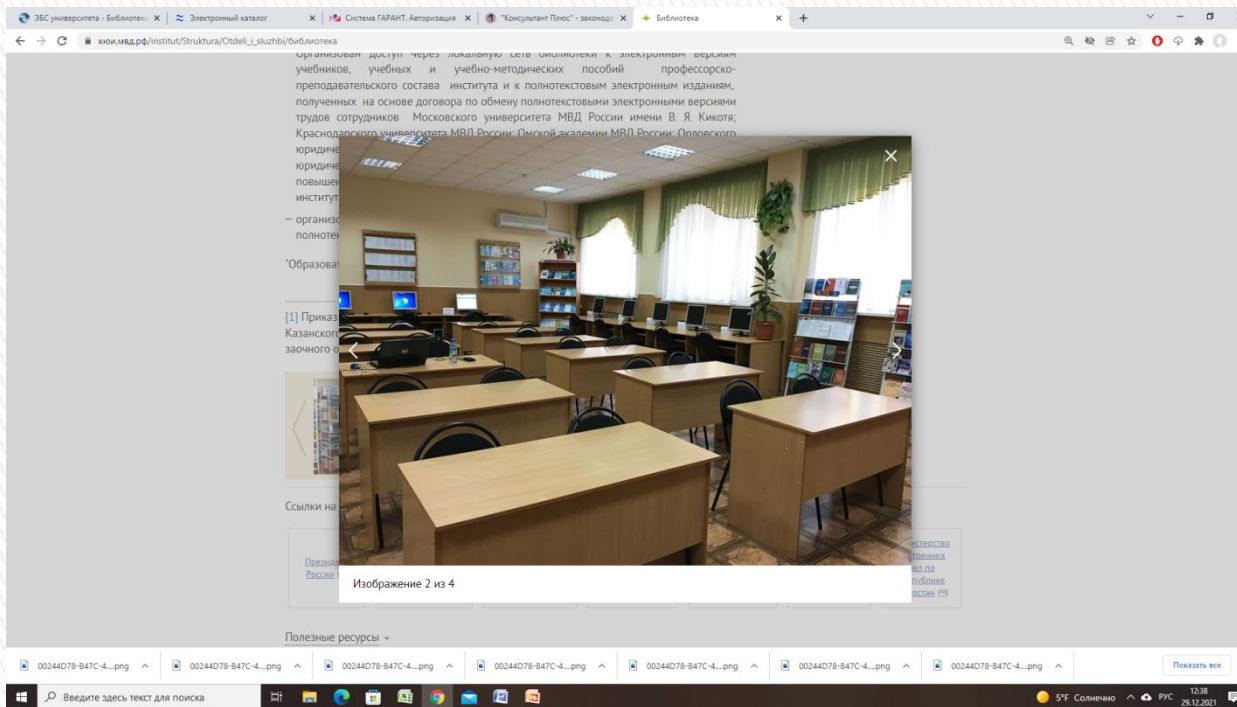 ЭБС университета - Библиотека
Электронный каталог
Система ГАРАНТ. Авторизация
"Консультант Плюс" - законод
Библиотека
кюи.мвд.рф/institut/Struktura/Otdeli_i_sluzhbi/библиотека
Организован доступ через локальную сеть библиотеки к электронным версиям
учебников, учебных и учебно-методических пособий профессорско-
преподавательского состава института и к полнотекстовым электронным изданиям,
полученных на основе договора по обмену полнотекстовыми электронными версиями
трудов сотрудников Московского университета МВД России имени В. Я. Кикотя;
Краснодарского университета МВД России; Омской академии МВД России; Орловского
юридиче
юридиче
повышен
институт
– организо
полнотек
"Образоват
[1] Приказ
Казанского
заочного о
Изображение 2 из 4
Ссылки на
Президе
России
истерство
тренних
дел по
публике
рстан
Полезные ресурсы
00244D78-B47C-4....png
00244D78-B47C-4....png
00244D78-B47C-4....png
00244D78-B47C-4....png
00244D78-B47C-4....png
00244D78-B47C-4....png
00244D78-B47C-4....png
Показать все
Введите здесь текст для поиска
5°F Солнечно
РУС
12:38
29.12.2021